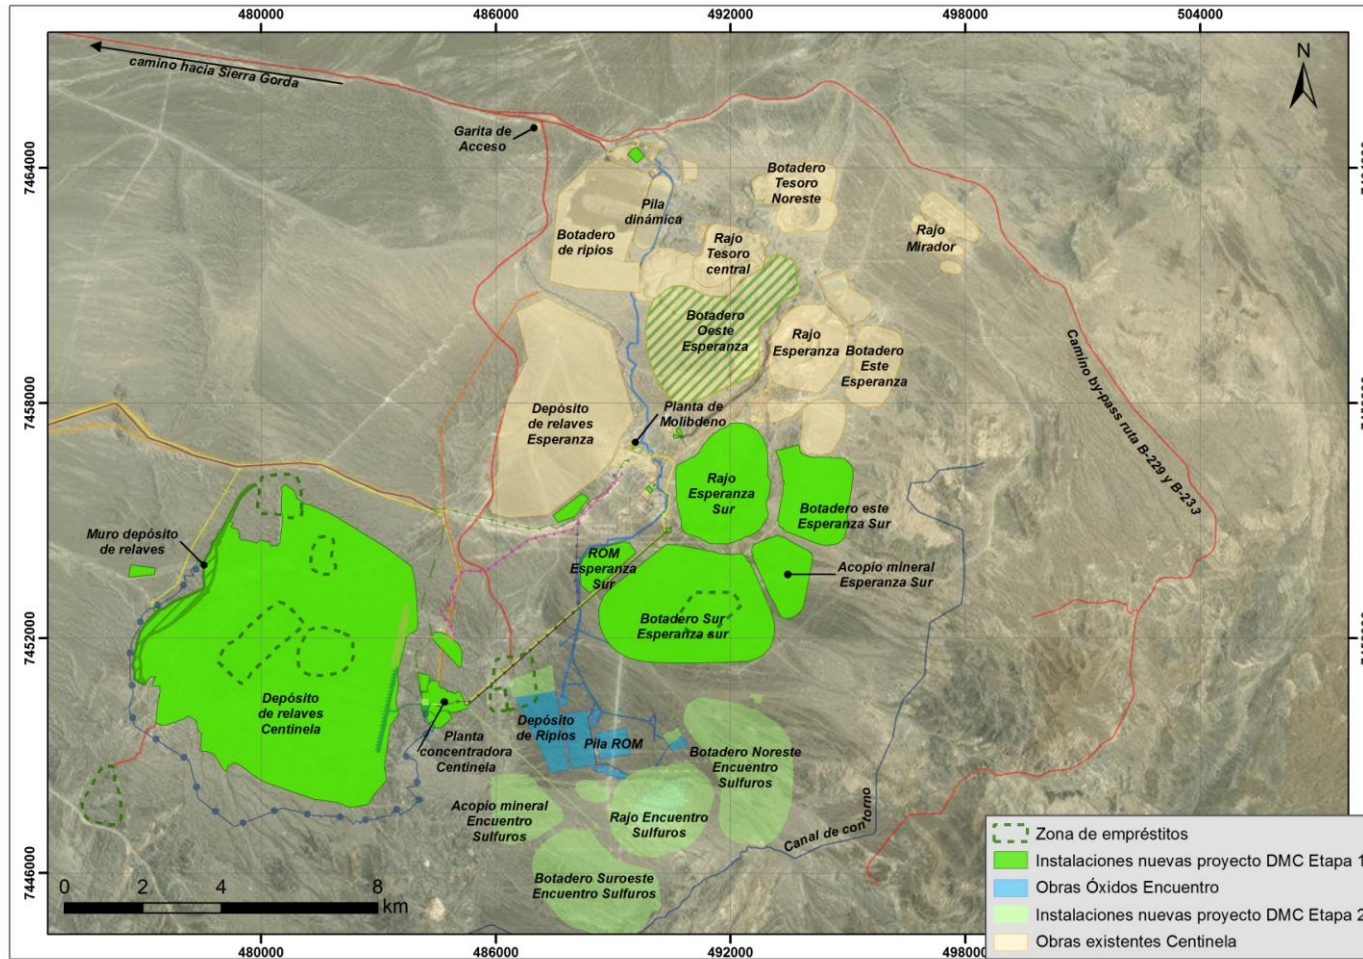 480000
486000
492000
498000
504000
N
camino hacia Sierra Gorda
Garita de
Acceso
7464000
Botadero
Tesoro
Noreste
Pila
dinámica
Botadero
de ripios
Rajo
Tesoro
central
Rajo
Mirador
Botadero
Oeste
Esperanza
Rajo
Esperanza
Botadero
Este
Esperanza
Camino by-pass ruta B-229 y B-233
7458000
Depósito
de relaves
Esperanza
Planta de
Molibdeno
Rajo
Esperanza
Sur
Botadero este
Esperanza Sur
Muro depósito
de relaves
ROM
Esperanza
Sur
Acopio mineral
Esperanza Sur
7452000
Botadero Sur
Esperanza sur
Depósito
de relaves
Centinela
Planta
concentradora
Centinela
Depósito
de Ripios
Pila ROM
Botadero Noreste
Encuentro
Sulfuros
Acopio mineral
Encuentro
Sulfuros
Rajo Encuentro
Sulfuros
Canal de contorno
7446000
Botadero Suroeste
Encuentro Sulfuros
0
2
4
8
km
Zona de empréstitos
Instalaciones nuevas proyecto DMC Etapa 1
Obras Óxidos Encuentro
Instalaciones nuevas proyecto DMC Etapa 2
Obras existentes Centinela
480000
486000
492000
498000